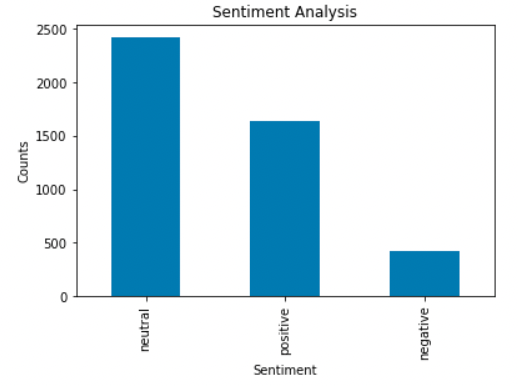 Sentiment Analysis
2500
2000
1500
1000
500
0
Counts
neutral
positive
negative
Sentiment